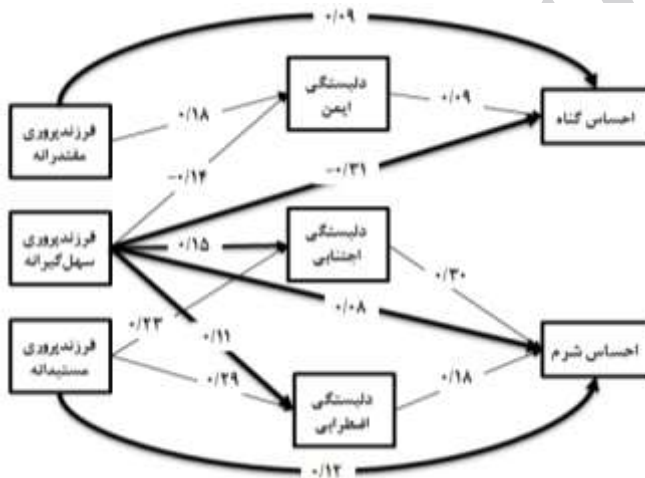 ۰/۰۹
دلبستگی
ایمن
فرزندپروری
مقتدرانه
احساس گناه
۰/۱۸
۰/۰۹
-۰/۱۴
-۰/۳۱
فرزندپروری
سهل‌گیرانه
دلبستگی
اجتنابی
۰/۱۵
۰/۳۰
۰/۰۸
فرزندپروری
مستبدانه
۰/۲۳
۰/۱۱
احساس شرم
۰/۲۹
دلبستگی
اضطرابی
۰/۱۸
۰/۱۲